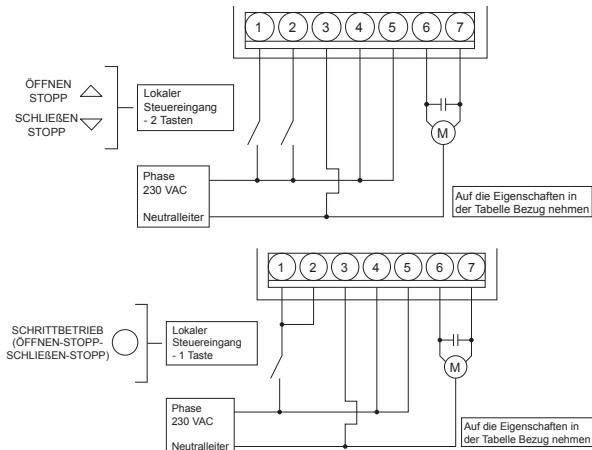 1 2 3 4 5 6 7
ÖFFNEN
STOPP
SCHLIEßEN
STOPP
Lokaler
Steuereingang
- 2 Tasten
M
Phase
230 VAC
Neutralleiter
Auf die Eigenschaften in
der Tabelle Bezug nehmen
1 2 3 4 5 6 7
SCHRITTBETRIEB
(ÖFFNEN-STOPP-
SCHLIEßEN-STOPP)
Lokaler
Steuereingang
- 1 Taste
M
Phase
230 VAC
Neutralleiter
Auf die Eigenschaften in
der Tabelle Bezug nehmen